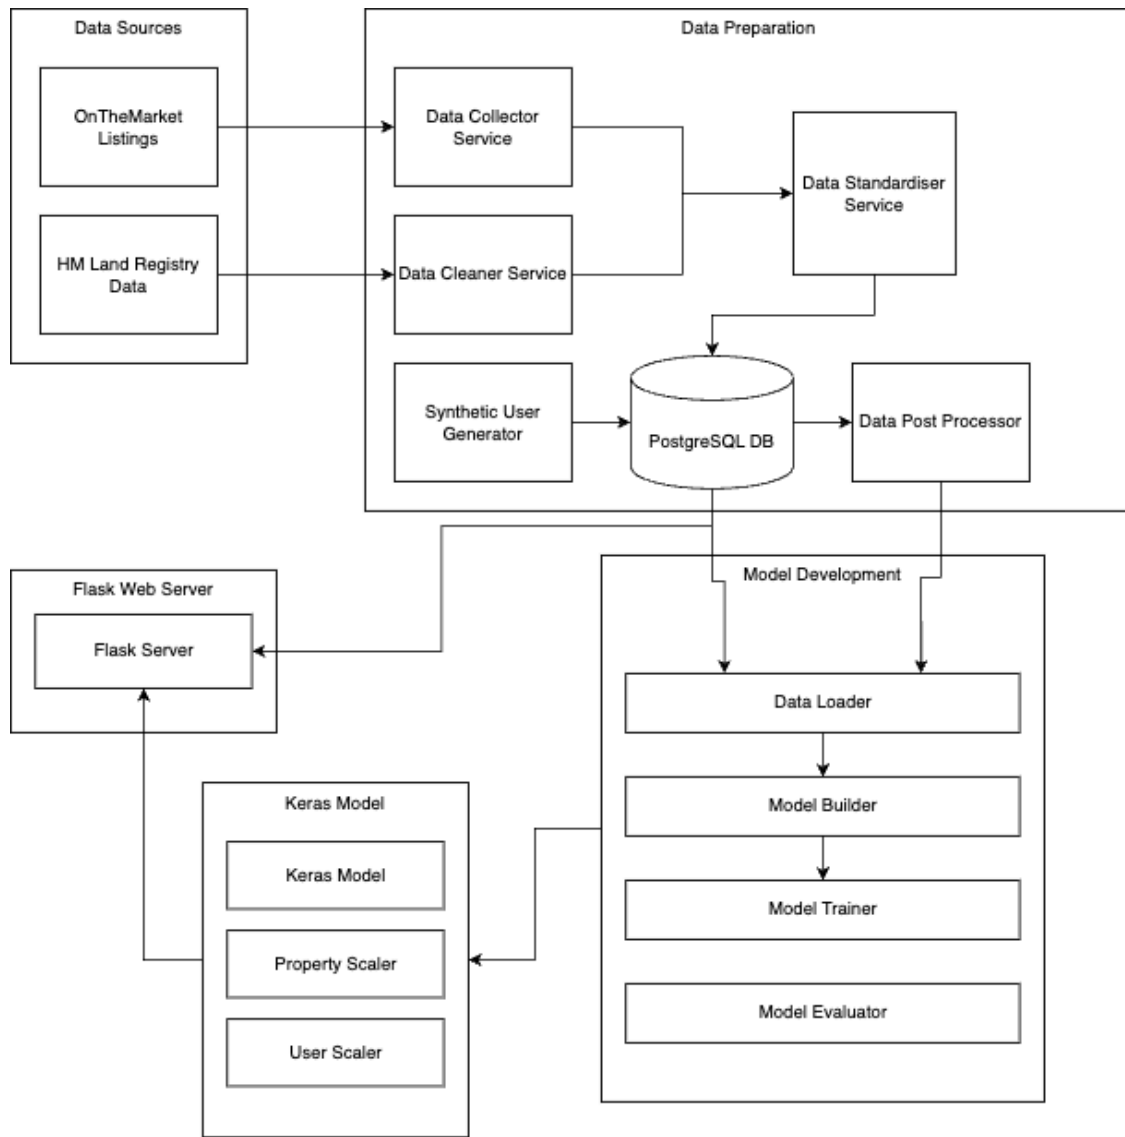 Data Sources
OnTheMarket
Listings
HM Land Registry
Data
Data Preparation
Data Collector
Service
Data Cleaner Service
Data Standardiser
Service
Synthetic User
Generator
PostgreSQL DB
Data Post Processor
Flask Web Server
Flask Server
Model Development
Data Loader
Model Builder
Model Trainer
Model Evaluator
Keras Model
Keras Model
Property Scaler
User Scaler